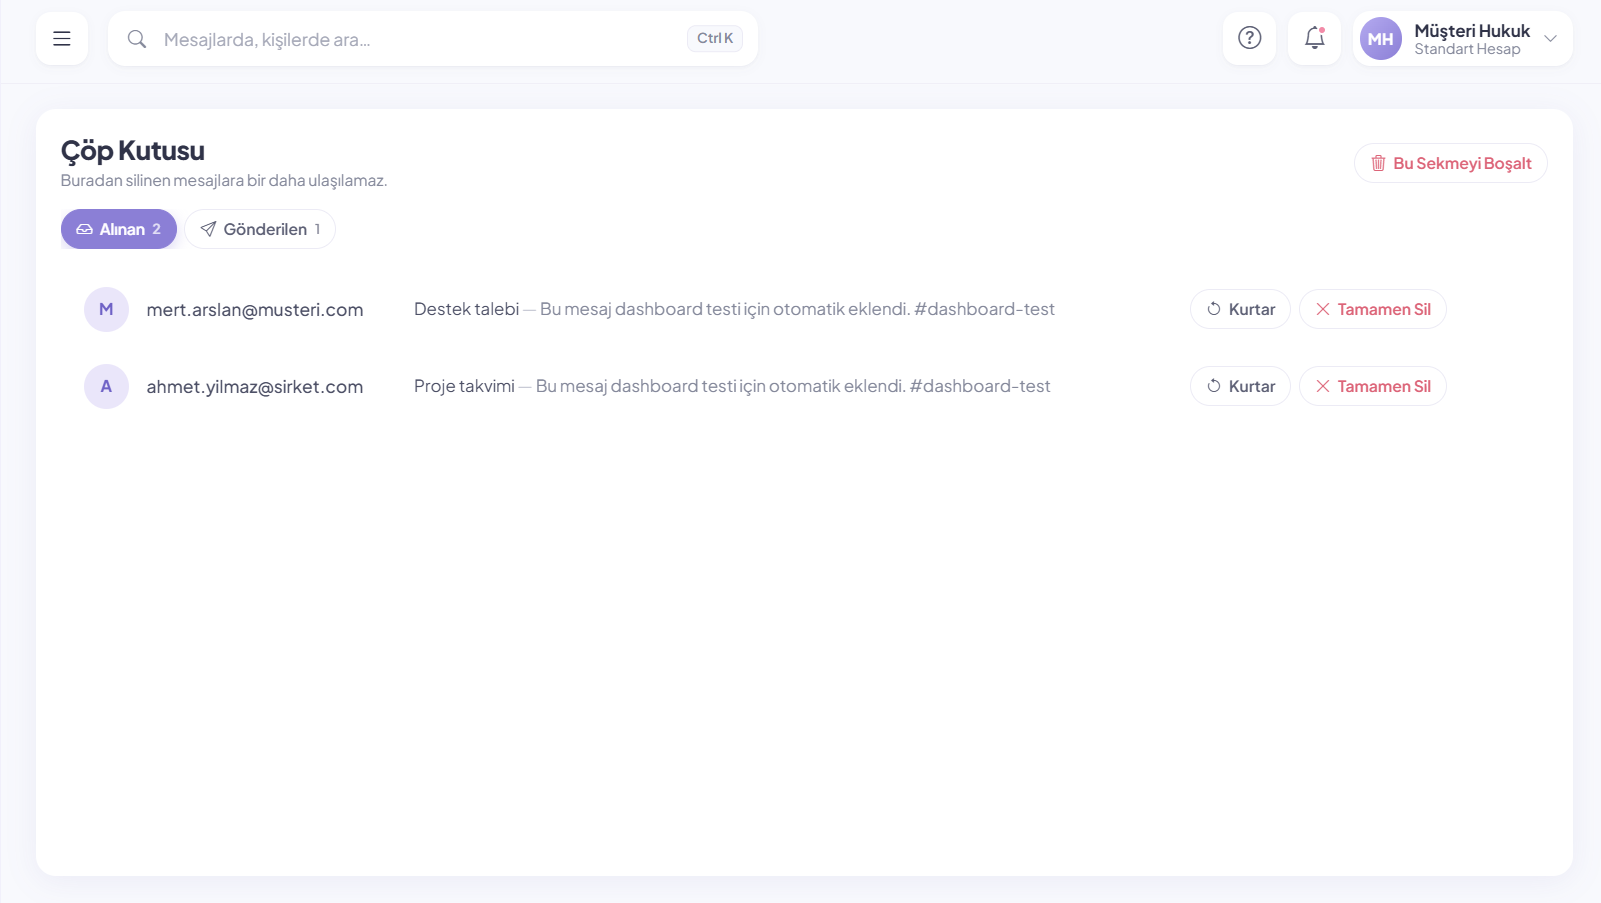 Mesajlarda, kişilerde ara...
Ctrl K
MH
Müşteri Hukuk
Standart Hesap
Çöp Kutusu
Buradan silinen mesajlara bir daha ulaşılamaz.
Bu Sekmeyi Boşalt
Alınan 2
Gönderilen 1
M mert.arslan@musteri.com Destek talebi — Bu mesaj dashboard testi için otomatik eklendi. #dashboard-test Kurtar Tamamen Sil
A ahmet.yilmaz@sirket.com Proje takvimi — Bu mesaj dashboard testi için otomatik eklendi. #dashboard-test Kurtar Tamamen Sil